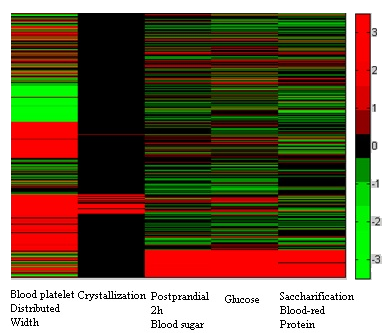 3
2
1
0
-1
-2
-3
Blood platelet Crystallization Postprandial Glucose Saccharification
Distributed 2h Blood-red
Width Blood sugar Protein